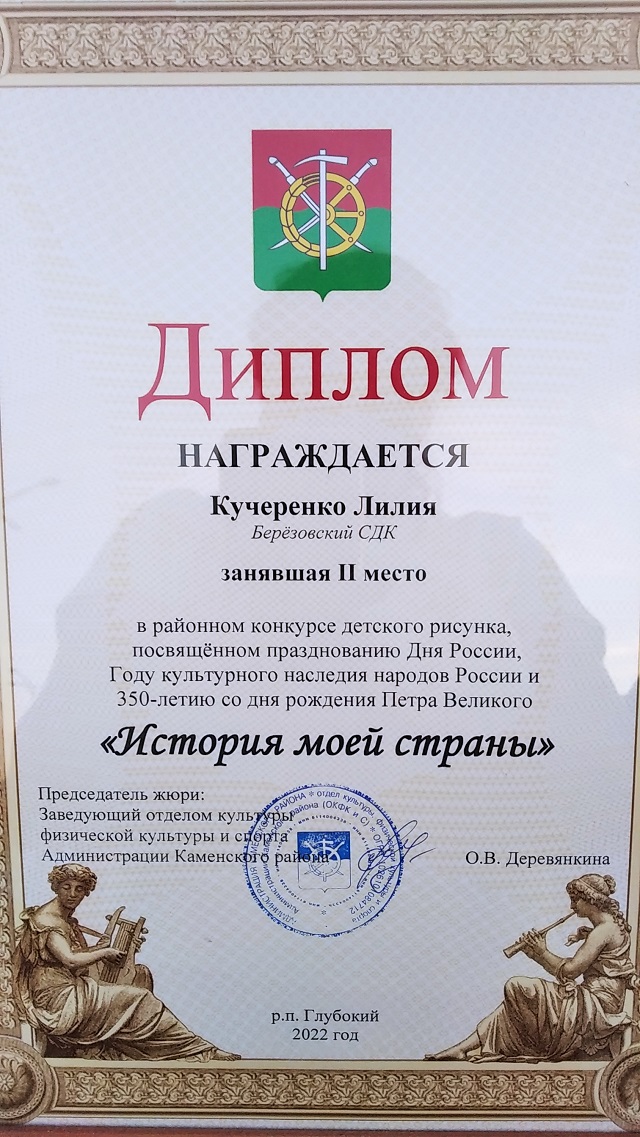 Диплом
НАГРАЖДАЕТСЯ
Кучеренко Лилия
Берёзовский СДК
занявшая II место
в районном конкурсе детского рисунка,
посвящённом празднованию Дня России,
Году культурного наследия народов России и
350-летию со дня рождения Петра Великого
«История моей страны»
Председатель жюри:
Заведующий отделом культуры
физической культуры и спорта
Администрации Каменского района
О.В. Деревянкина
р.п. Глубокий
2022 год